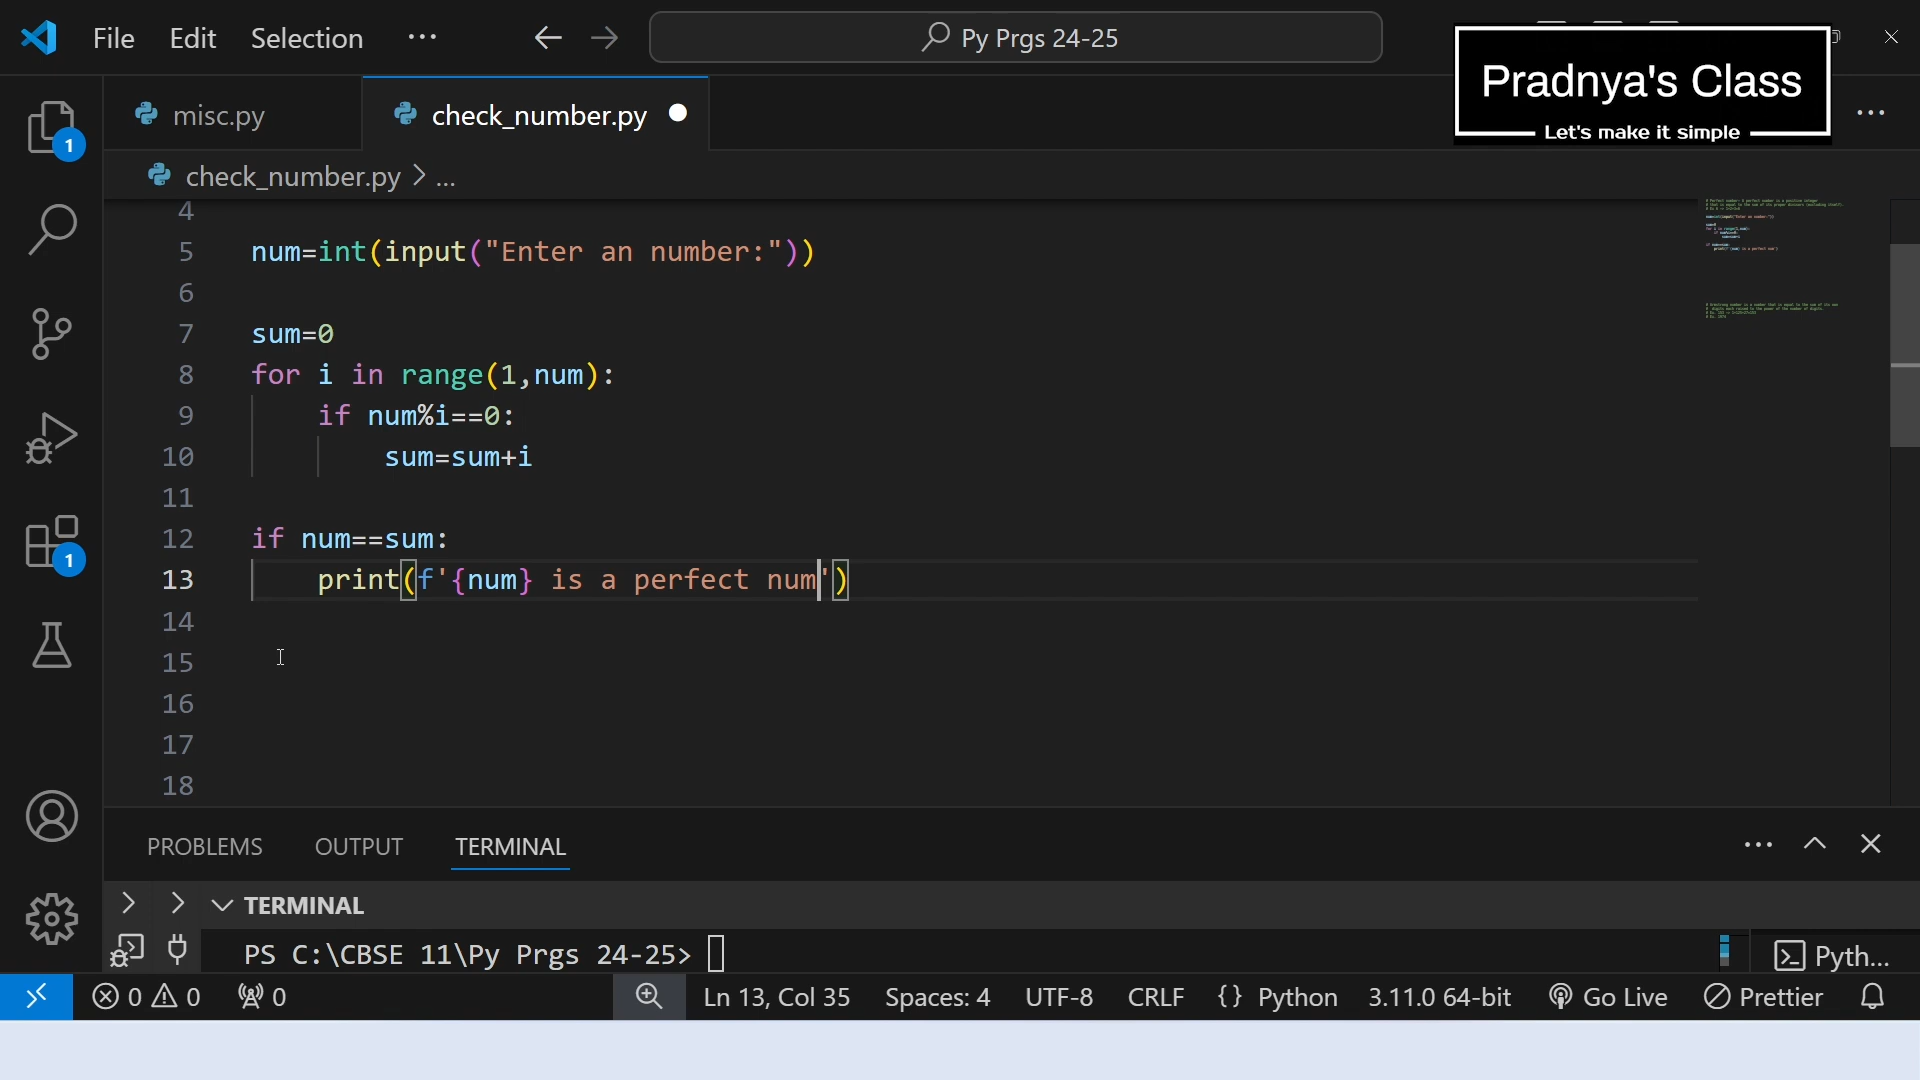 File Edit Selection ··· Py Prgs 24-25
Pradnya's Class
Let's make it simple
misc.py check_number.py
check_number.py > ...
1
4
5 num=int(input("Enter an number:"))
6
7 sum=0
8 for i in range(1,num):
9 if num%i==0:
10 sum=sum+i
11
12 if num==sum:
13 print(f'{num} is a perfect num')
14
15
16
17
18
1
PROBLEMS OUTPUT TERMINAL
TERMINAL
PS C:\CBSE 11\Py Prgs 24-25>
Pyth...
0 0 0 Ln 13, Col 35 Spaces: 4 UTF-8 CRLF {} Python 3.11.0 64-bit Go Live Prettier